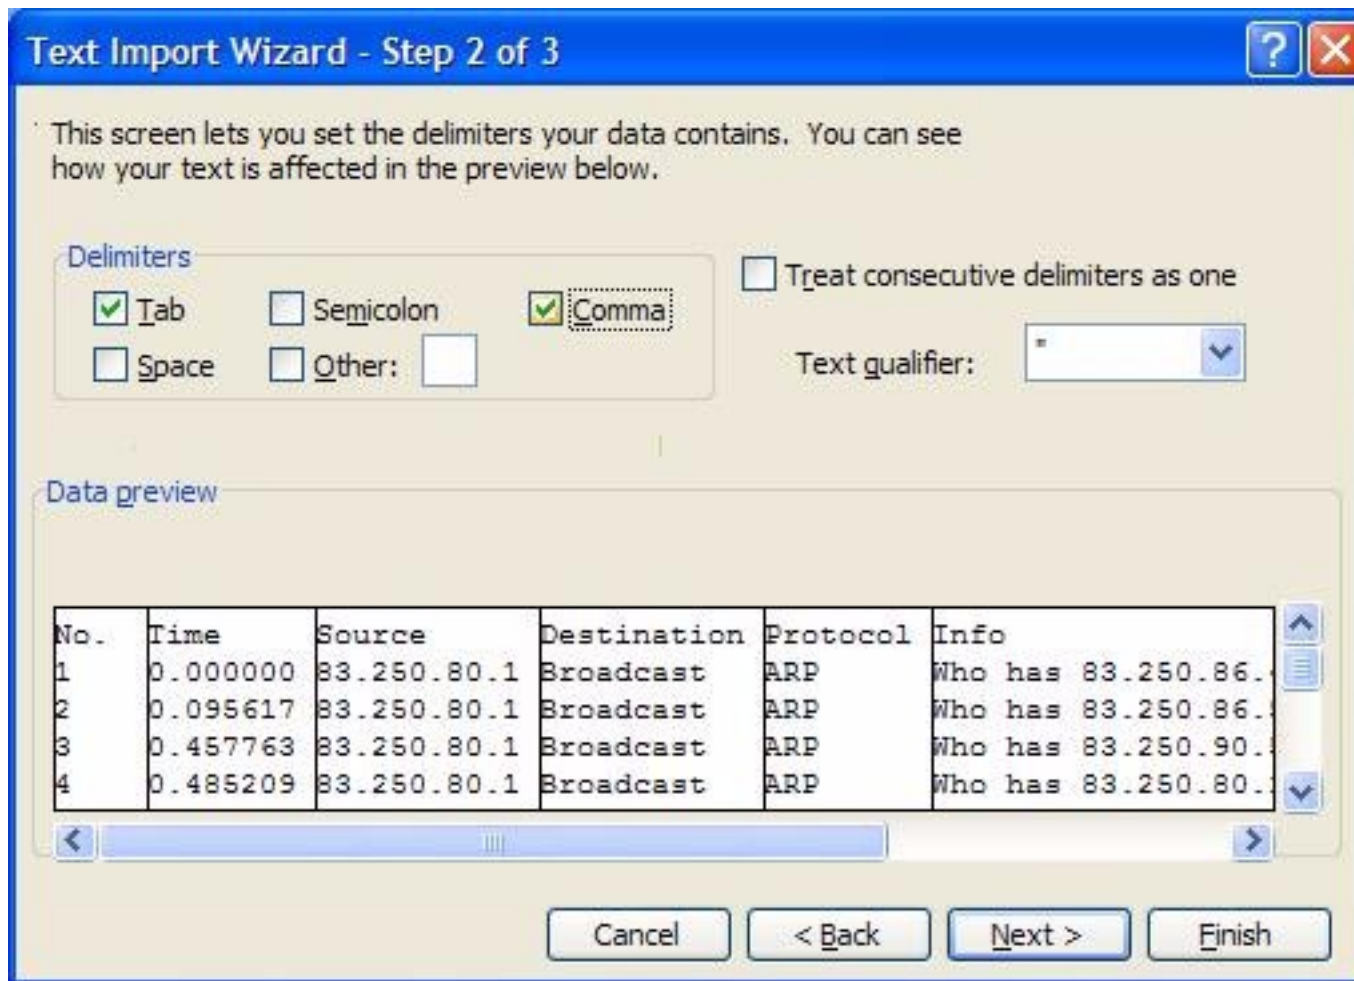 Text Import Wizard - Step 2 of 3
This screen lets you set the delimiters your data contains.  You can see
how your text is affected in the preview below.
Delimiters
Tab Semicolon Comma
Space Other:
Treat consecutive delimiters as one
Text qualifier: "
Data preview
No. Time Source Destination Protocol Info
1 0.000000 83.250.80.1 Broadcast ARP Who has 83.250.86.
2 0.095617 83.250.80.1 Broadcast ARP Who has 83.250.86.
3 0.457763 83.250.80.1 Broadcast ARP Who has 83.250.90.
4 0.485209 83.250.80.1 Broadcast ARP Who has 83.250.80.
Cancel < Back Next > Finish